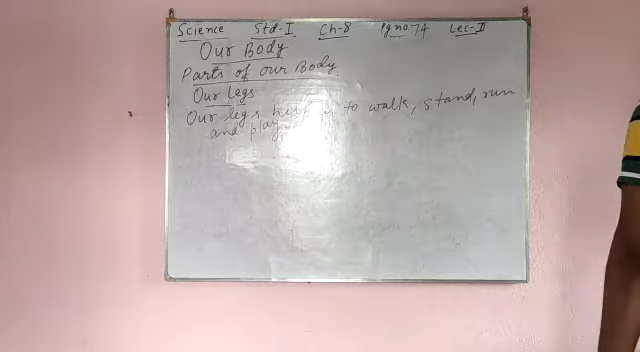 Science Std-I Ch-8 Pg no-74 Lec-II
Our Body
Parts of our Body
Our Legs
Our legs help us to walk, stand, run
and play